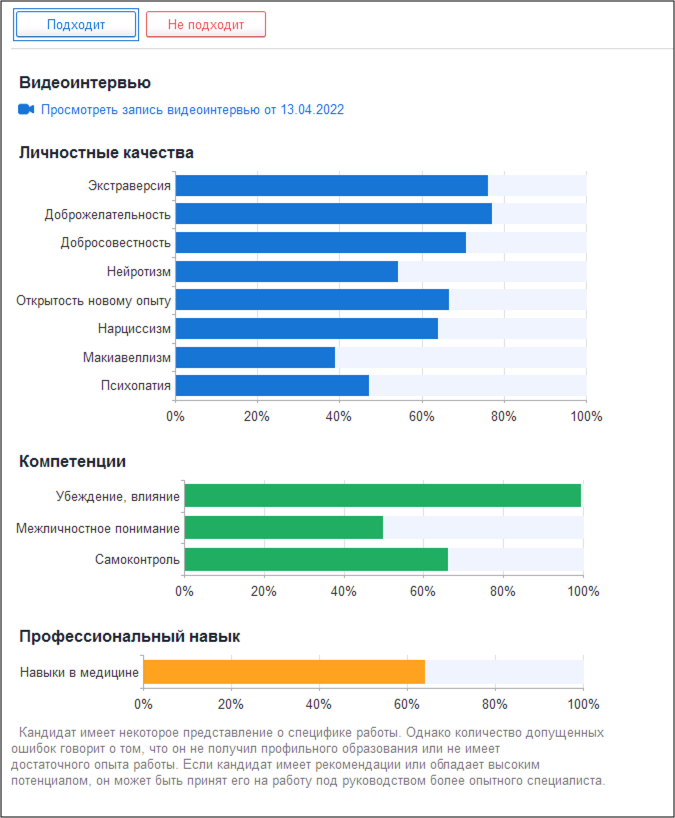 Подходит
Не подходит
Видеоинтервью
Просмотреть запись видеоинтервью от 13.04.2022
Личностные качества
Экстраверсия
Доброжелательность
Добросовестность
Нейротизм
Открытость новому опыту
Нарциссизм
Макиавеллизм
Психопатия
0% 20% 40% 60% 80% 100%
Компетенции
Убеждение, влияние
Межличностное понимание
Самоконтроль
0% 20% 40% 60% 80% 100%
Профессиональный навык
Навыки в медицине
0% 20% 40% 60% 80% 100%
Кандидат имеет некоторое представление о специфике работы. Однако количество допущенных
ошибок говорит о том, что он не получил профильного образования или не имеет
достаточного опыта работы. Если кандидат имеет рекомендации или обладает высоким
потенциалом, он может быть принят его на работу под руководством более опытного специалиста.